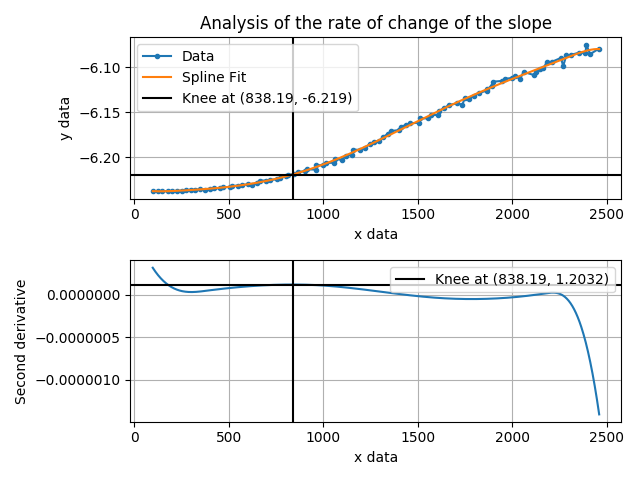 Analysis of the rate of change of the slope
Data
Spline Fit
Knee at (838.19, -6.219)
−6.10
−6.15
−6.20
y data
0 500 1000 1500 2000 2500
x data
Knee at (838.19, 1.2032)
0.0000000
−0.0000005
−0.0000010
Second derivative
0 500 1000 1500 2000 2500
x data